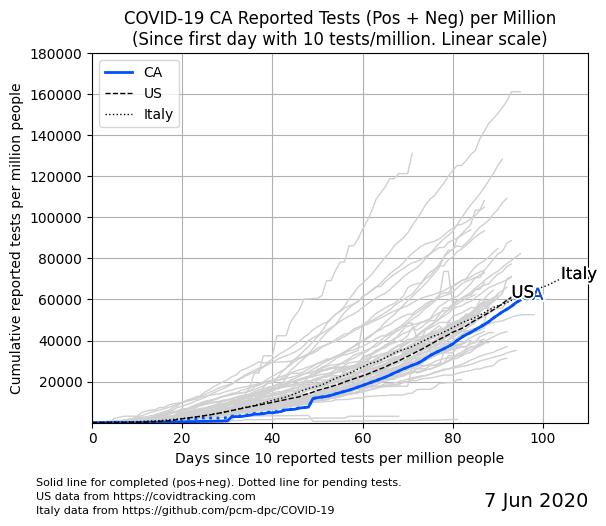 COVID-19 CA Reported Tests (Pos + Neg) per Million
(Since first day with 10 tests/million. Linear scale)
Cumulative reported tests per million people
180000
160000
140000
120000
100000
80000
60000
40000
20000
CA
US
Italy
Italy
US
CA
0
20
40
60
80
100
Days since 10 reported tests per million people
Solid line for completed (pos+neg). Dotted line for pending tests.
US data from https://covidtracking.com
Italy data from https://github.com/pcm-dpc/COVID-19
7 Jun 2020